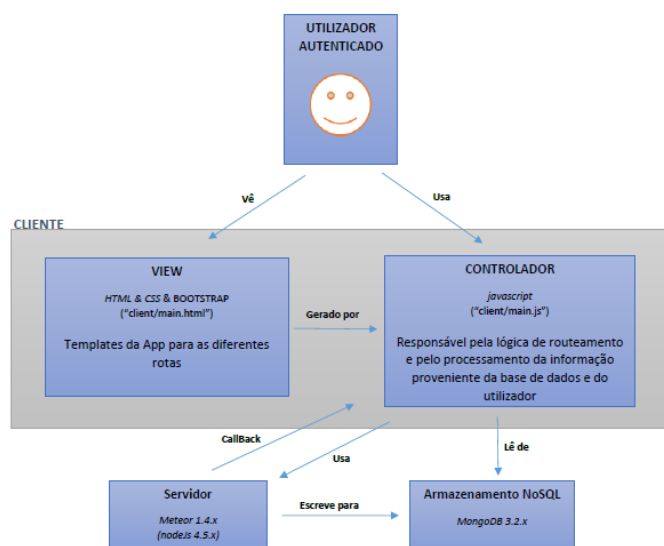 UTILIZADOR
AUTENTICADO
Vê
Usa
CLIENTE
VIEW
HTML & CSS & BOOTSTRAP
("client/main.html")
Templates da App para as diferentes
rotas
Gerado por
CONTROLADOR
javascript
("client/main.js")
Responsável pela lógica de routeamento
e pelo processamento da informação
proveniente da base de dados e do
utilizador
CallBack
Usa
Lê de
Servidor
Meteor 1.4.x
(nodeJs 4.5.x)
Escreve para
Armazenamento NoSQL
MongoDB 3.2.x